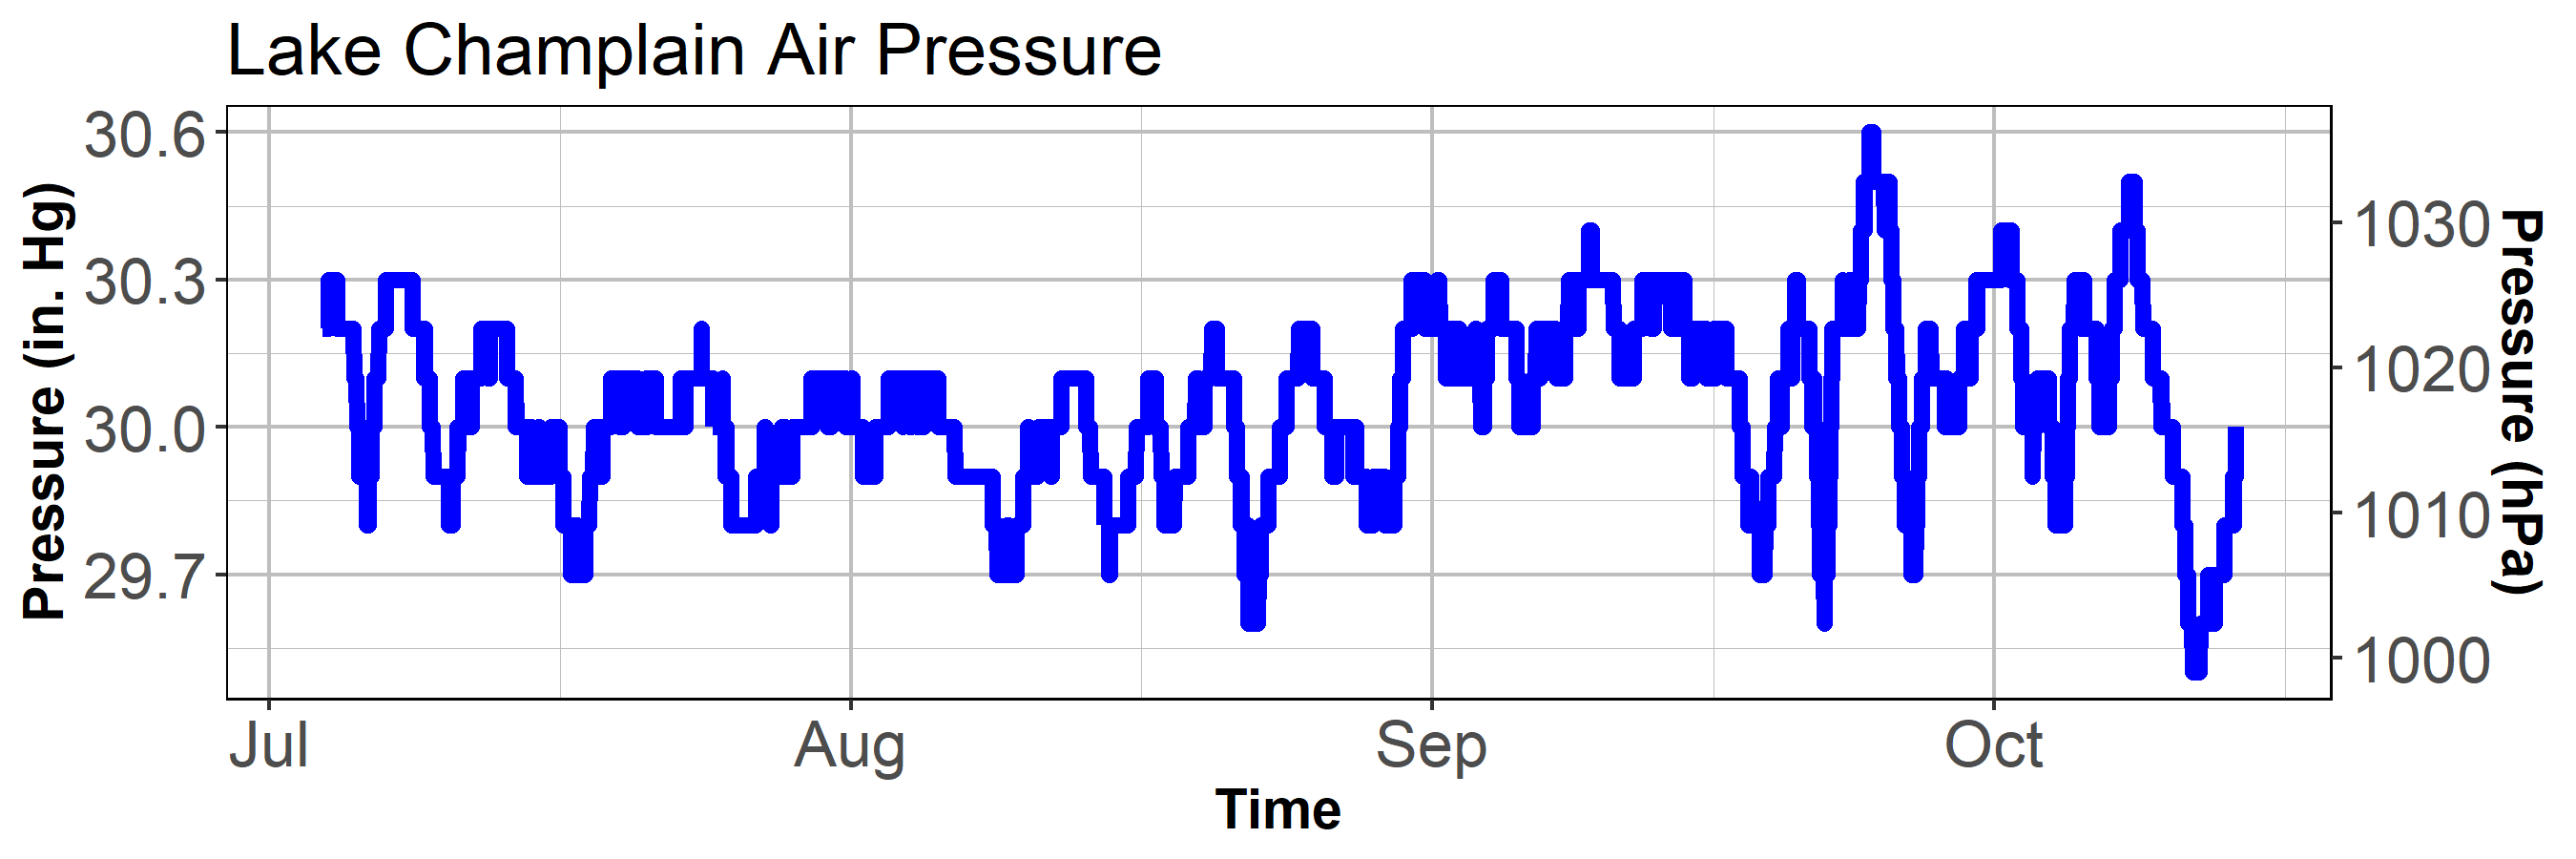 Lake Champlain Air Pressure
Pressure (in. Hg)
30.6
30.3
30.0
29.7
1030
1020
1010
1000
Pressure (hPa)
Jul Aug Sep Oct
Time